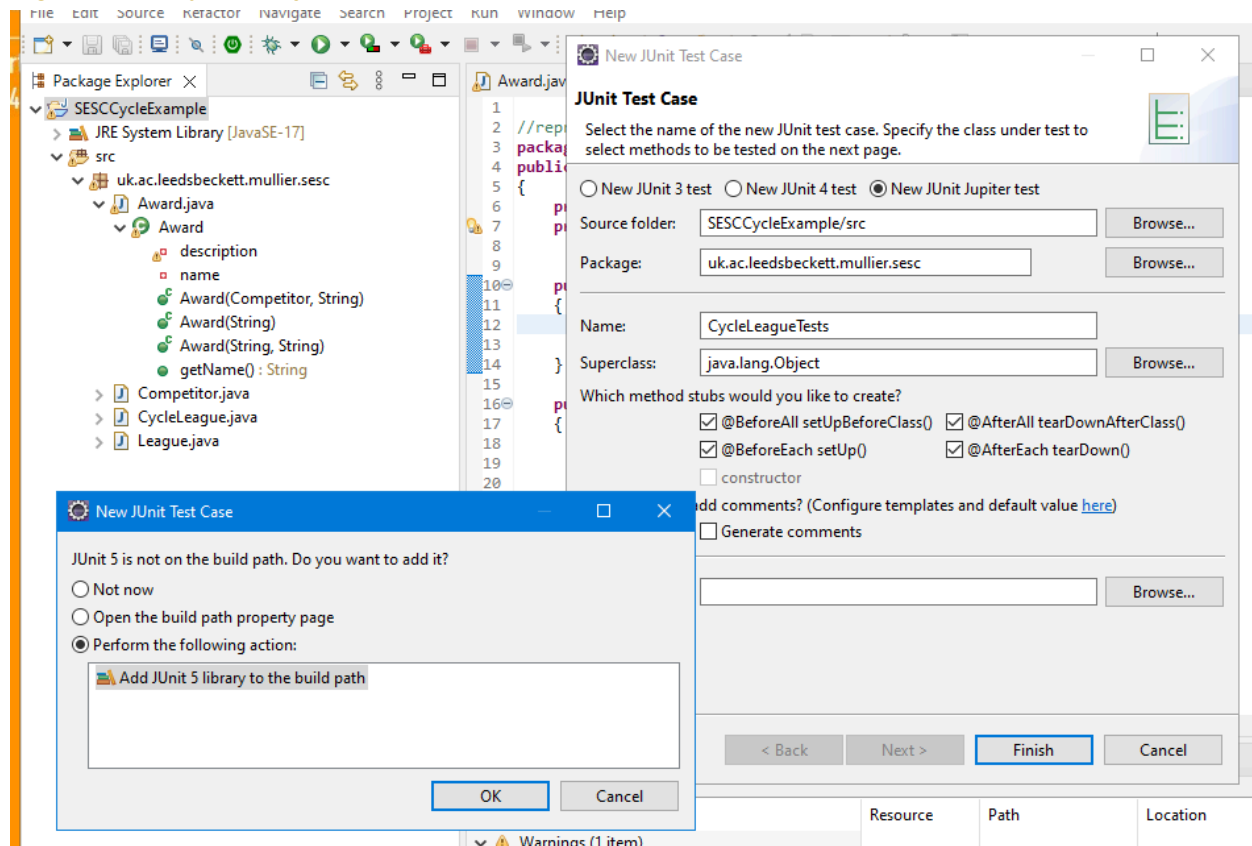 File Edit Source Refactor Navigate Search Project Run Window Help
Package Explorer
SESCCycleExample
JRE System Library [JavaSE-17]
src
uk.ac.leedsbeckett.mullier.sesc
Award.java
Award
description
name
Award(Competitor, String)
Award(String)
Award(String, String)
getName() : String
Competitor.java
CycleLeague.java
League.java
Award.jav
1
2 //repr
3 packag
4 public
5 {
6 p
7 p
8
9
10 p
11 {
12
13
14 }
15
16 p
17 {
18
19
20
New JUnit Test Case
JUnit Test Case
Select the name of the new JUnit test case. Specify the class under test to
select methods to be tested on the next page.
New JUnit 3 test New JUnit 4 test New JUnit Jupiter test
Source folder: SESCCycleExample/src Browse...
Package: uk.ac.leedsbeckett.mullier.sesc Browse...
Name: CycleLeagueTests
Superclass: java.lang.Object Browse...
Which method stubs would you like to create?
@BeforeAll setUpBeforeClass() @AfterAll tearDownAfterClass()
@BeforeEach setUp() @AfterEach tearDown()
constructor
dd comments? (Configure templates and default value here)
Generate comments
Browse...
< Back Next > Finish Cancel
New JUnit Test Case
JUnit 5 is not on the build path. Do you want to add it?
Not now
Open the build path property page
Perform the following action:
Add JUnit 5 library to the build path
OK Cancel
Resource Path Location
Warnings (1 item)